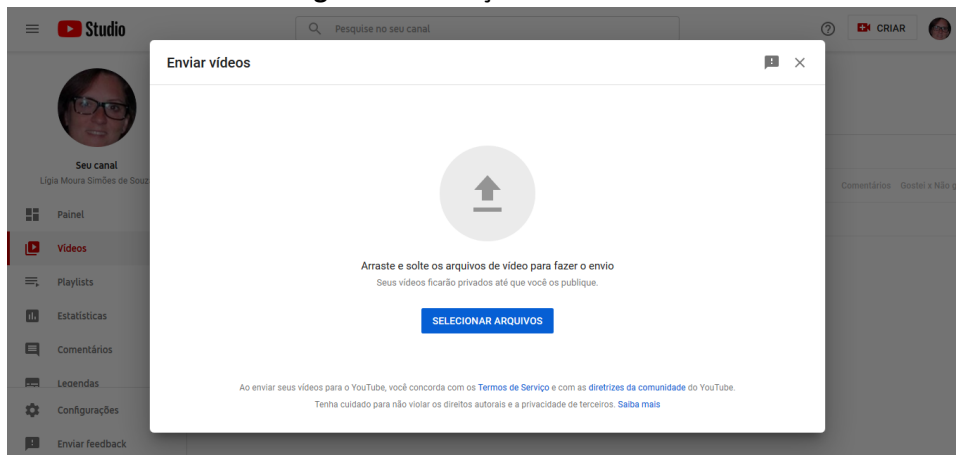 Studio
Pesquise no seu canal
CRIAR
Enviar vídeos
Seu canal
Lígia Moura Simões de Souz
Painel
Vídeos
Playlists
Estatísticas
Comentários
Legendas
Configurações
Enviar feedback
Arraste e solte os arquivos de vídeo para fazer o envio
Seus vídeos ficarão privados até que você os publique.
SELECIONAR ARQUIVOS
Ao enviar seus vídeos para o YouTube, você concorda com os Termos de Serviço e com as diretrizes da comunidade do YouTube.
Tenha cuidado para não violar os direitos autorais e a privacidade de terceiros. Saiba mais
Comentários Gostei x Não g